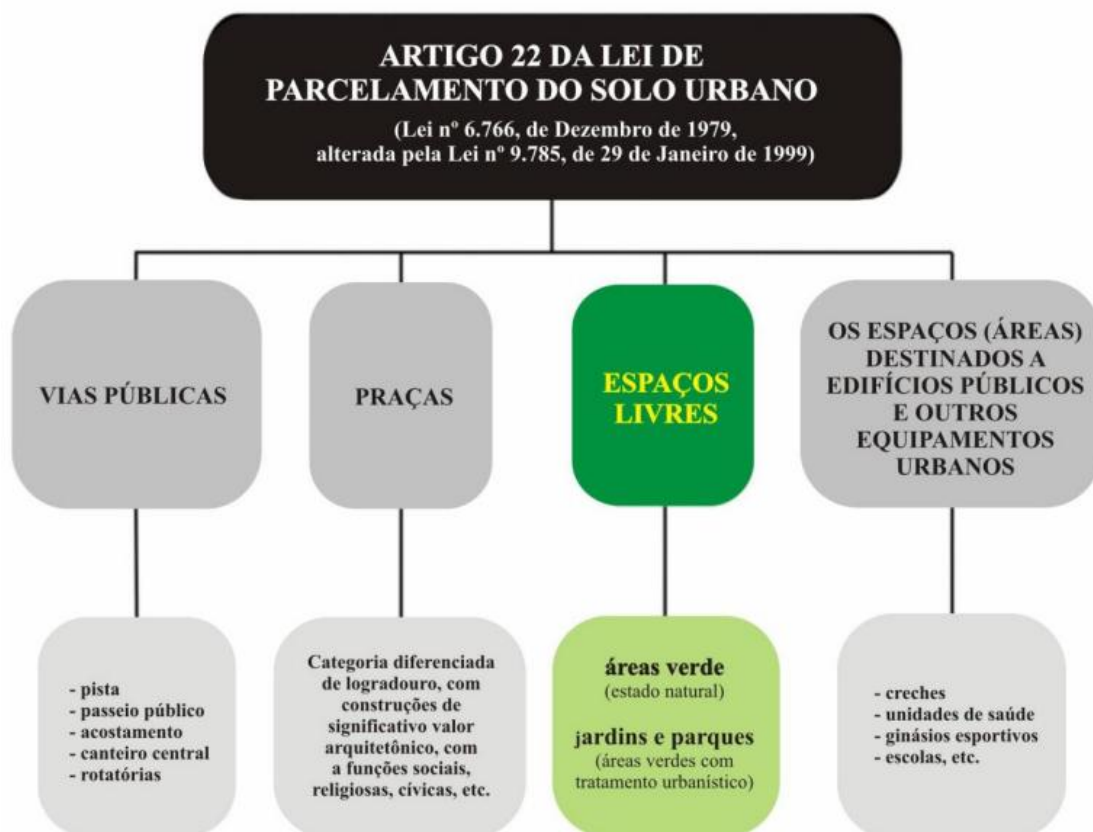 ARTIGO 22 DA LEI DE
PARCELAMENTO DO SOLO URBANO
(Lei nº 6.766, de Dezembro de 1979,
alterada pela Lei nº 9.785, de 29 de Janeiro de 1999)
VIAS PÚBLICAS
PRAÇAS
ESPAÇOS
LIVRES
OS ESPAÇOS (ÁREAS)
DESTINADOS A
EDIFÍCIOS PÚBLICOS
E OUTROS
EQUIPAMENTOS
URBANOS
- pista
- passeio público
- acostamento
- canteiro central
- rotatórias
Categoria diferenciada
de logradouro, com
construções de
significativo valor
arquitetônico, com
a funções sociais,
religiosas, cívicas, etc.
áreas verde
(estado natural)
jardins e parques
(áreas verdes com
tratamento urbanístico)
- creches
- unidades de saúde
- ginásios esportivos
- escolas, etc.